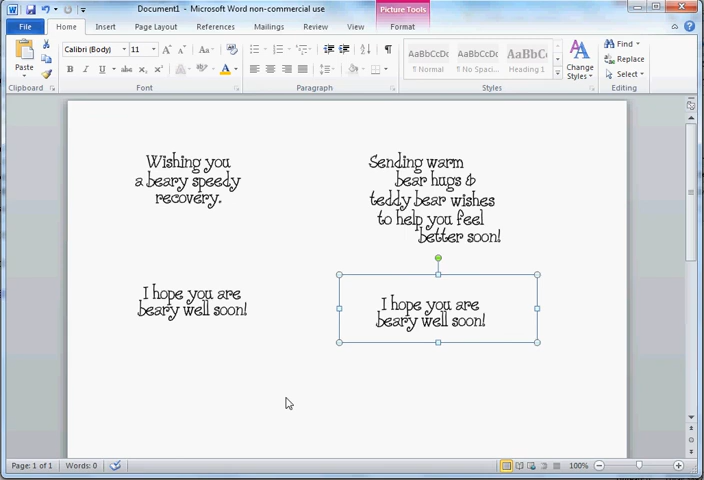 Document1 - Microsoft Word non-commercial use
Picture Tools
File Home Insert Page Layout References Mailings Review View Format
Calibri (Body) 11
Paste
Clipboard
Font
Paragraph
AaBbCcDc AaBbCcDc AaBbC
¶ Normal ¶ No Spaci... Heading 1
Change Styles
Styles
Find
Replace
Select
Editing
Wishing you
a beary speedy
recovery.
Sending warm
bear hugs &
teddy bear wishes
to help you feel
better soon!
I hope you are
beary well soon!
I hope you are
beary well soon!
Page: 1 of 1 Words: 0 100%